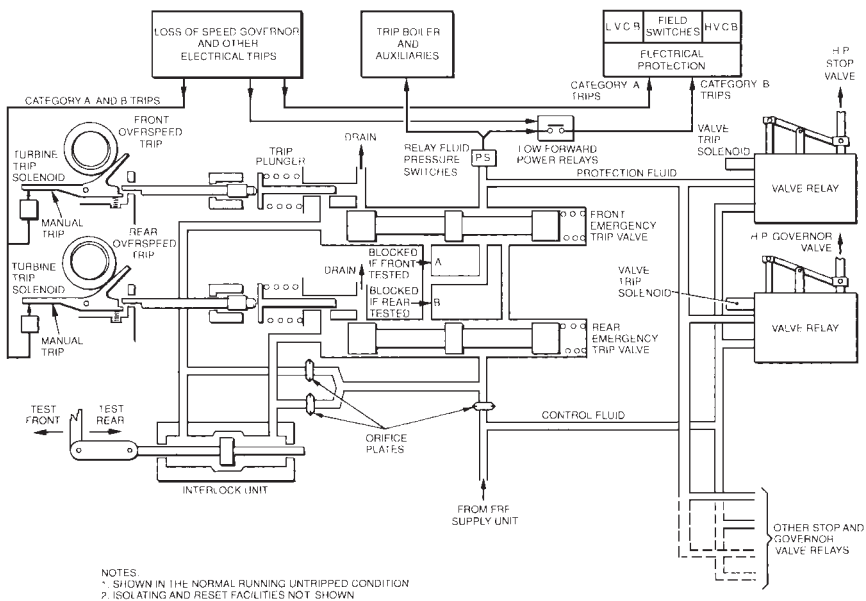 LOSS OF SPEED GOVERNOR
AND OTHER
ELECTRICAL TRIPS
TRIP BOILER
AND
AUXILIARIES
L V C B
FIELD
SWITCHES
H V C B
ELECTRICAL
PROTECTION
CATEGORY A
TRIPS
CATEGORY B
TRIPS
H.P
STOP
VALVE
CATEGORY A AND B TRIPS
FRONT
OVERSPEED
TRIP
TURBINE
TRIP
SOLENOID
MANUAL
TRIP
TRIP
PLUNGER
DRAIN
RELAY FLUID
PRESSURE
SWITCHES
P S
LOW FORWARD
POWER RELAYS
VALVE
TRIP
SOLENOID
PROTECTION FLUID
VALVE RELAY
REAR
OVERSPEED
TRIP
TURBINE
TRIP
SOLENOID
MANUAL
TRIP
FRONT
EMERGENCY
TRIP VALVE
BLOCKED
IF FRONT
TESTED
A
DRAIN
BLOCKED
IF REAR
TESTED
B
H.P GOVERNOR
VALVE
VALVE
TRIP
SOLENOID
VALVE RELAY
REAR
EMERGENCY
TRIP VALVE
TEST
FRONT
TEST
REAR
ORIFICE
PLATES
CONTROL FLUID
INTERLOCK UNIT
FROM FRF
SUPPLY UNIT
OTHER STOP AND
GOVERNOR
VALVE RELAYS
NOTES
1. SHOWN IN THE NORMAL RUNNING UNTRIPPED CONDITION
2. ISOLATING AND RESET FACILITIES NOT SHOWN